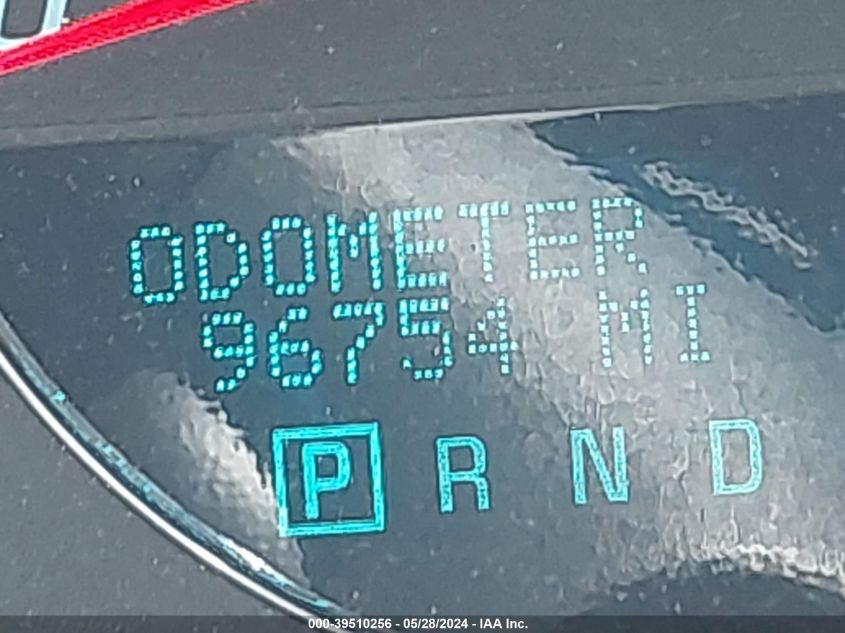 ODOMETER
96754 MI
P R N D
000-39510256 - 05/28/2024 - IAA Inc.